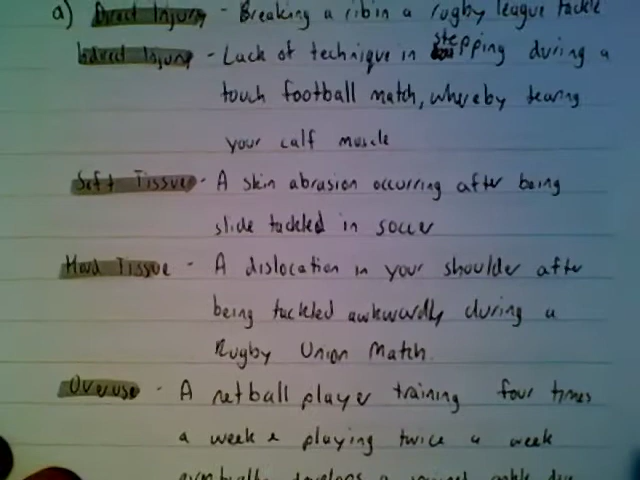 a) Direct Injury - Breaking a rib in a rugby league tackle
Indirect Injury - Lack of technique in stepping during a
touch football match, whereby tearing
your calf muscle
Soft Tissue - A skin abrasion occurring after being
slide tackled in soccer
Hard Tissue - A dislocation in your shoulder after
being tackled awkwardly during a
Rugby Union Match.
Overuse - A netball player training four times
a week & playing twice a week
eventually develops a